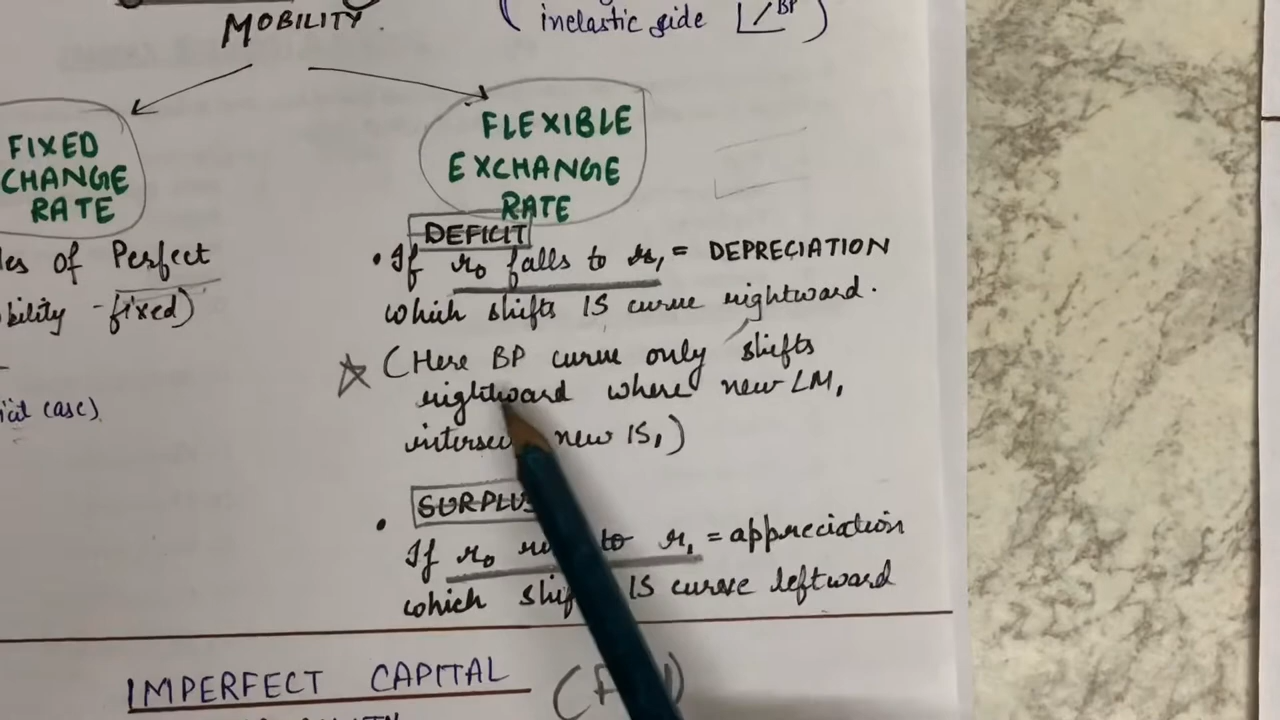 MOBILITY.
inelastic side BP )
FIXED
CHANGE
RATE
les of Perfect
bility - fixed)
case)
FLEXIBLE
EXCHANGE
RATE
DEFICIT
• If r₀ falls to r₁ = DEPRECIATION
which shifts IS curve rightward.
(Here BP curve only shifts
rightward where new LM₁
new IS₁)
• SURPLUS
If r₀ to r₁ = appreciation
which IS curve leftward
IMPERFECT CAPITAL